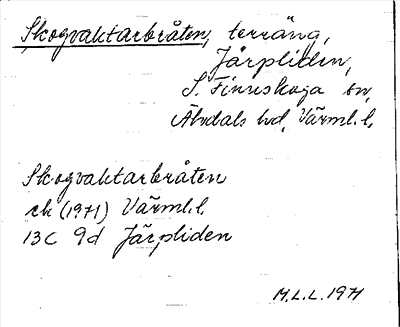 Skogvaktarbråten, terräng,
Järpliden,
S. Finnskoga sn,
Älvdals hd, Värml. l.
Skogvaktarbråten
ek (1971) Värml. l.
13C 9d Järpliden
M.L.L. 1971